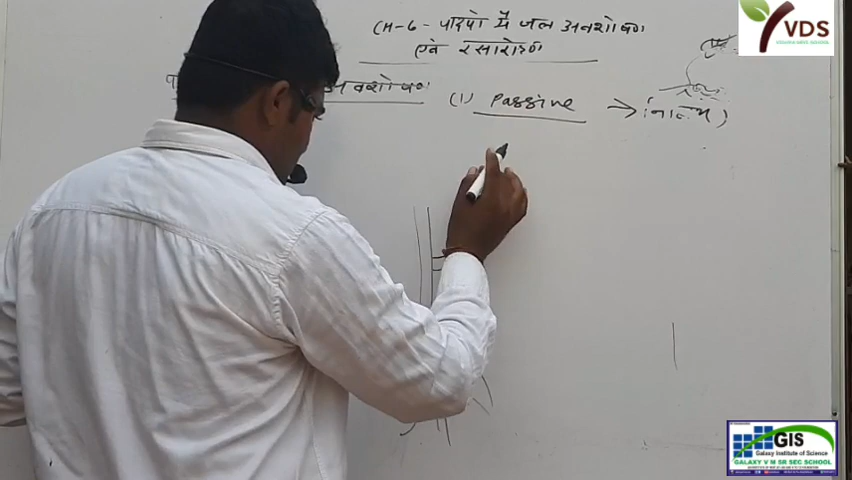 CH-6 - पादपो में जल अवशोषण
एवं रसारोहण
अवशोषण (1) Passive →
VDS
GIS
Galaxy Institute of Science
GALAXY V M SR SEC SCHOOL